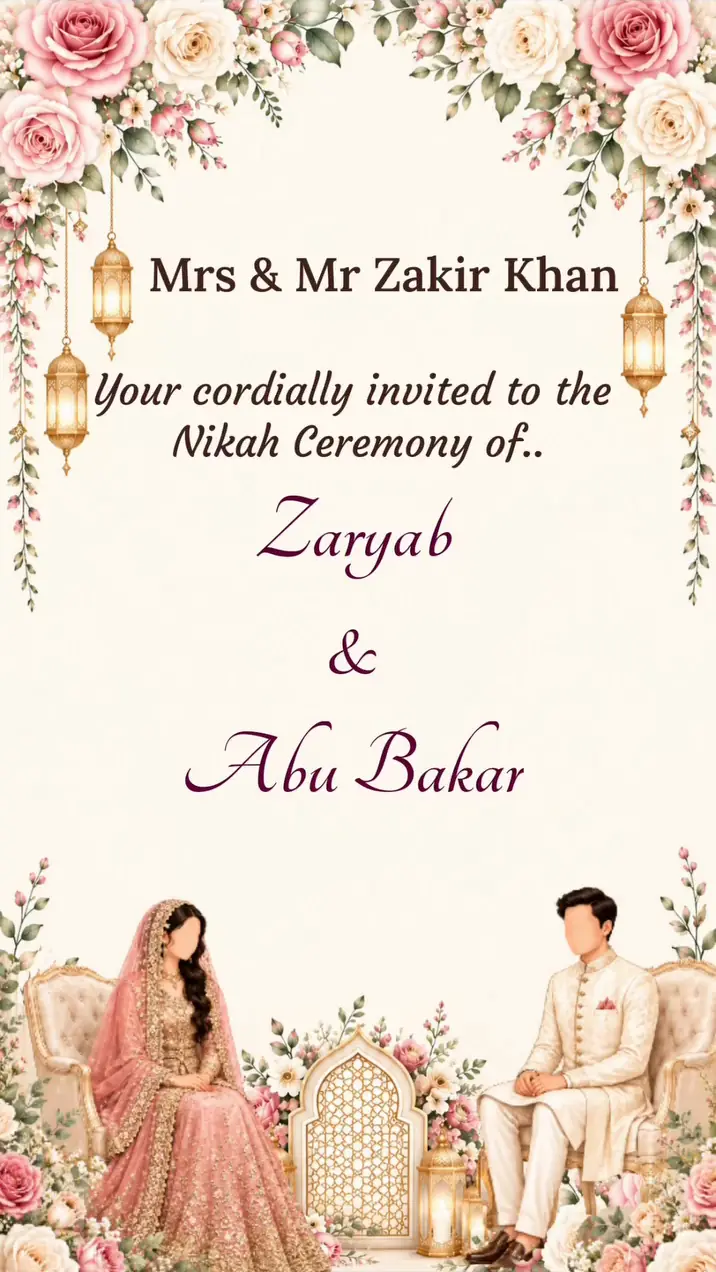 Mrs & Mr Zakir Khan
Your cordially invited to the
Nikah Ceremony of..
Zaryab
&
Abu Bakar